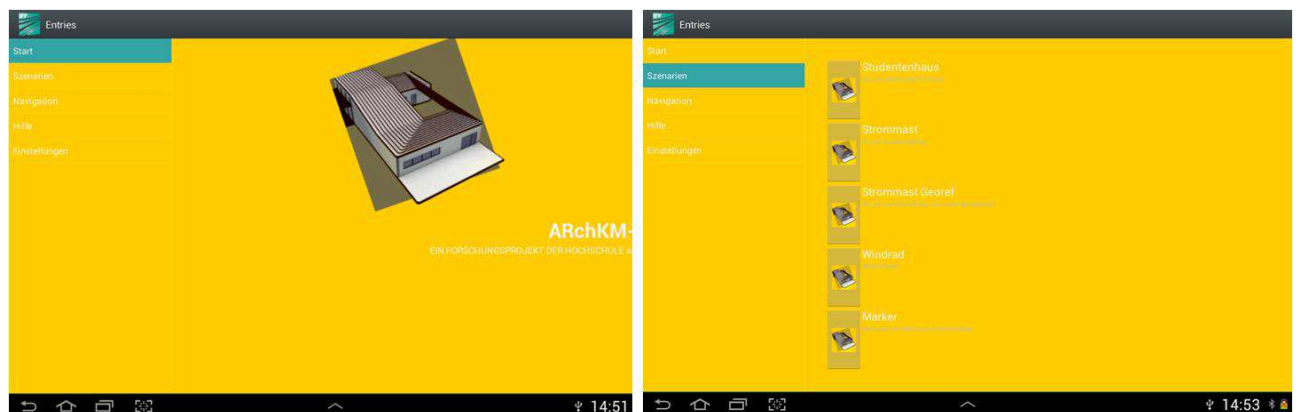 Entries
Start
Szenarien
Navigation
Hilfe
Einstellungen
ARchKM-
EIN FORSCHUNGSPROJEKT DER HOCHSCHULE A
14:51
Entries
Start
Szenarien
Navigation
Hilfe
Einstellungen
Studentenhaus
Strommast
Strommast Georef
Windrad
Marker
14:53